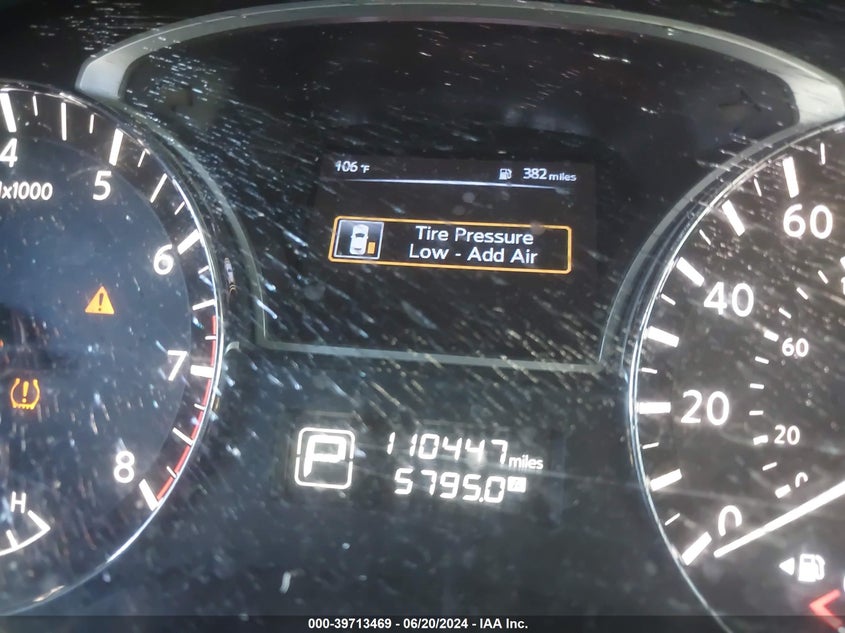 4
5
6
7
8
x1000
H
106 °F
382 miles
Tire Pressure
Low - Add Air
P
110447 miles
5795.0
60
40
20
0
60
20
0
000-39713469 • 06/20/2024 - IAA Inc.